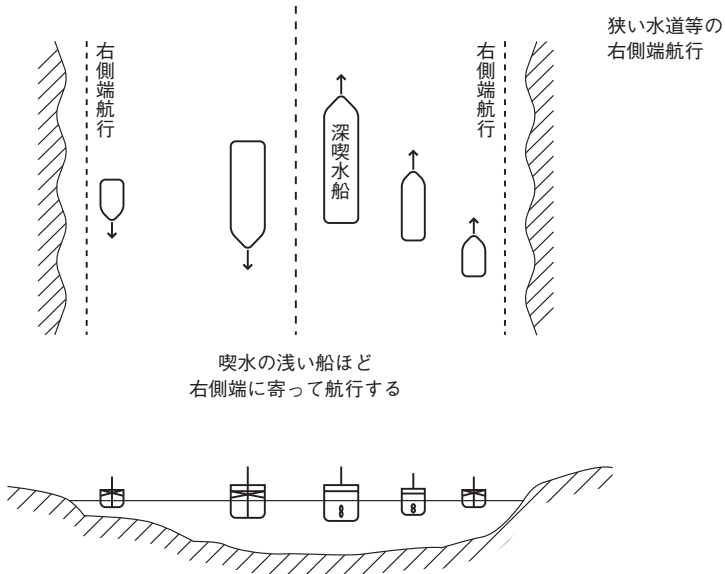 狭い水道等の
右側端航行
右側端航行
深喫水船
右側端航行
喫水の浅い船ほど
右側端に寄って航行する